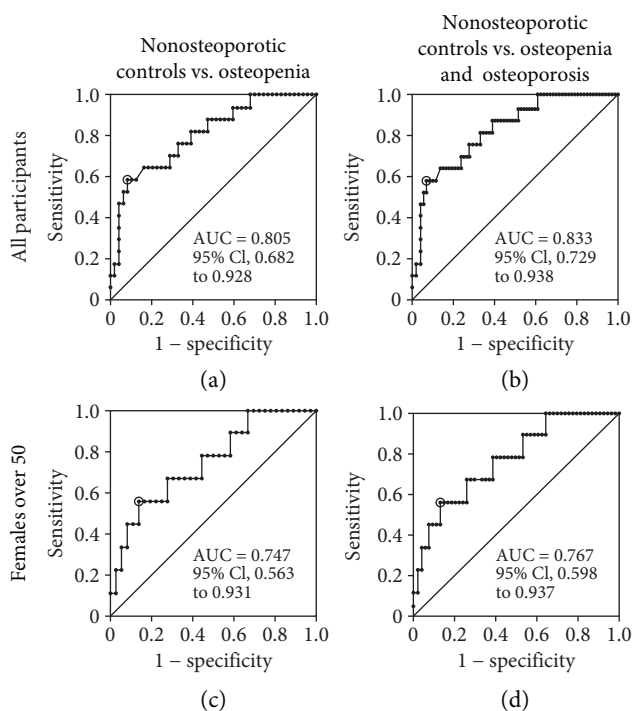 Nonosteoporotic
controls vs. osteopenia
Nonosteoporotic
controls vs. osteopenia
and osteoporosis
All participants
Sensitivity
1.0
0.8
0.6
0.4
0.2
0
AUC = 0.805
95% Cl, 0.682
to 0.928
0 0.2 0.4 0.6 0.8 1.0
1 − specificity
(a)
Sensitivity
1.0
0.8
0.6
0.4
0.2
0
AUC = 0.833
95% Cl, 0.729
to 0.938
0 0.2 0.4 0.6 0.8 1.0
1 − specificity
(b)
Females over 50
Sensitivity
1.0
0.8
0.6
0.4
0.2
0
AUC = 0.747
95% Cl, 0.563
to 0.931
0 0.2 0.4 0.6 0.8 1.0
1 − specificity
(c)
Sensitivity
1.0
0.8
0.6
0.4
0.2
0
AUC = 0.767
95% Cl, 0.598
to 0.937
0 0.2 0.4 0.6 0.8 1.0
1 − specificity
(d)